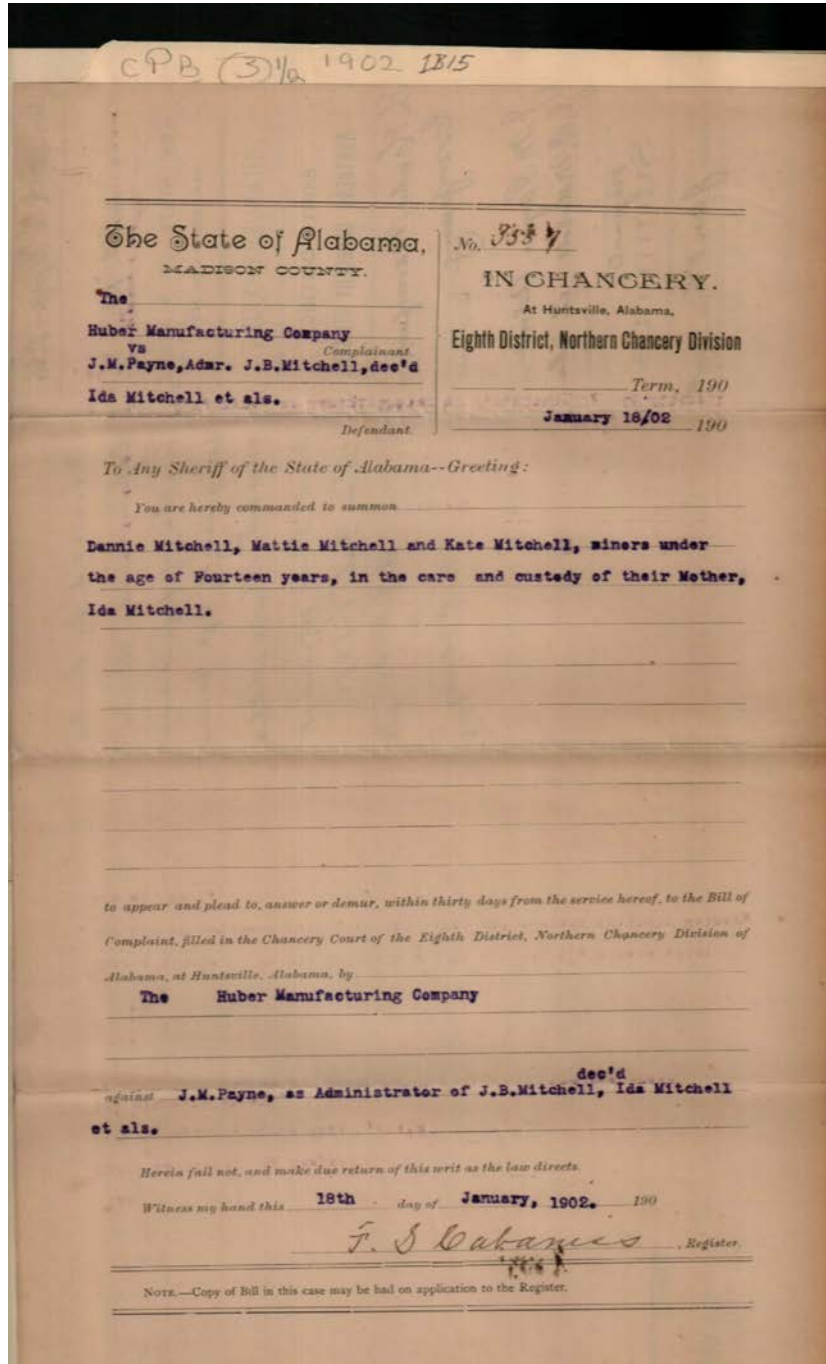 CPB (3) 1/2 1902 1B15
The State of Alabama,
MADISON COUNTY.
The
Huber Manufacturing Company
vs Complainant.
J.M.Payne,Admr. J.B.Mitchell,dec'd
Ida Mitchell et als.
Defendant.
No.
IN CHANCERY.
At Huntsville, Alabama,
Eighth District, Northern Chancery Division
Term, 190
January 18/02 190
To Any Sheriff of the State of Alabama--Greeting:
You are hereby commanded to summon
Dannie Mitchell, Mattie Mitchell and Kate Mitchell, minors under
the age of Fourteen years, in the care and custody of their Mother,
Ida Mitchell.
to appear and plead to, answer or demur, within thirty days from the service hereof, to the Bill of
Complaint, filled in the Chancery Court of the Eighth District, Northern Chancery Division of
Alabama, at Huntsville, Alabama, by
The Huber Manufacturing Company
dec'd
against J.M.Payne, as Administrator of J.B.Mitchell, Ida Mitchell
et als.
Herein fail not, and make due return of this writ as the law directs.
Witness my hand this 18th day of January, 1902. 190
F. S Cabaniss , Register.
NOTE.—Copy of Bill in this case may be had on application to the Register.